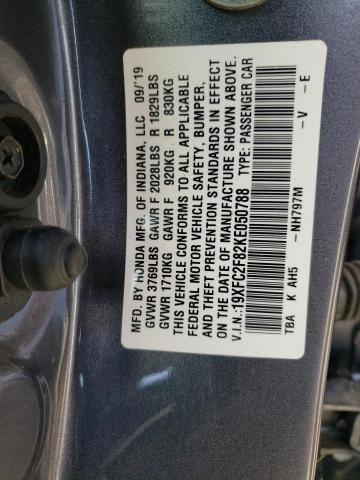 MFD. BY HONDA MFG. OF INDIANA, LLC 09/'19
GVWR 3769LBS GAWR F 2028LBS R 1829LBS
GVWR 1710KG GAWR F 920KG R 830KG
THIS VEHICLE CONFORMS TO ALL APPLICABLE
FEDERAL MOTOR VEHICLE SAFETY, BUMPER,
AND THEFT PREVENTION STANDARDS IN EFFECT
ON THE DATE OF MANUFACTURE SHOWN ABOVE.
V.I.N.:19XFC2F82KE050788 TYPE: PASSENGER CAR
TBA K AH5 -NH797M -V -E